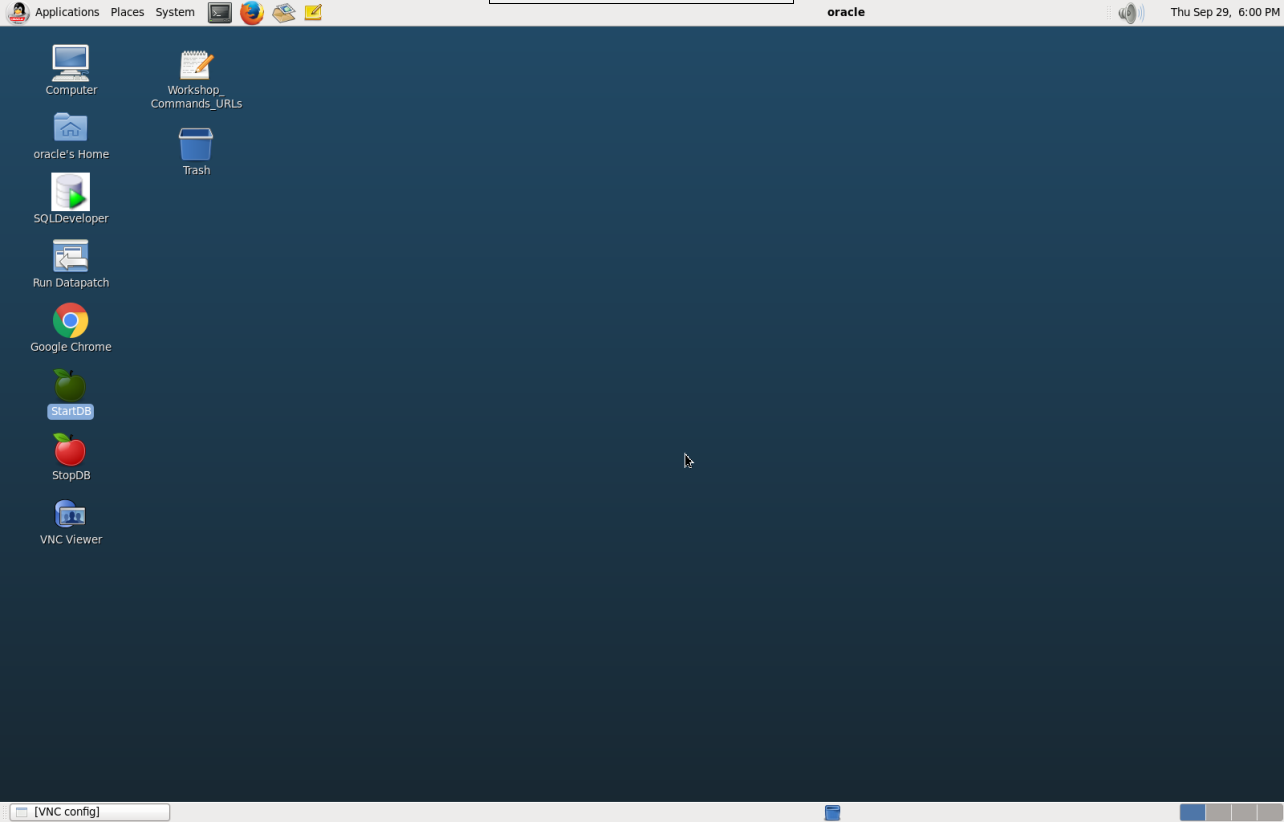 Applications Places System oracle Thu Sep 29, 6:00 PM
Computer
Workshop_
Commands_URLs
oracle's Home
Trash
SQLDeveloper
Run Datapatch
Google Chrome
StartDB
StopDB
VNC Viewer
[VNC config]